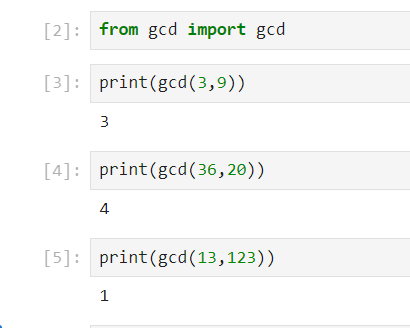 [2]: from gcd import gcd
[3]: print(gcd(3,9))
3
[4]: print(gcd(36,20))
4
[5]: print(gcd(13,123))
1